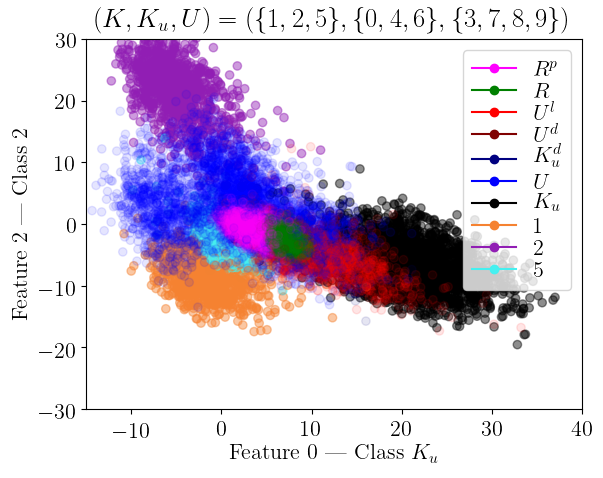 (K, K_u, U) = ({1, 2, 5}, {0, 4, 6}, {3, 7, 8, 9})
30
20
10
0
−10
−20
−30
Feature 2 — Class 2
R^p
R
U^l
U^d
K_u^d
U
K_u
1
2
5
−10
0
10
20
30
40
Feature 0 — Class K_u